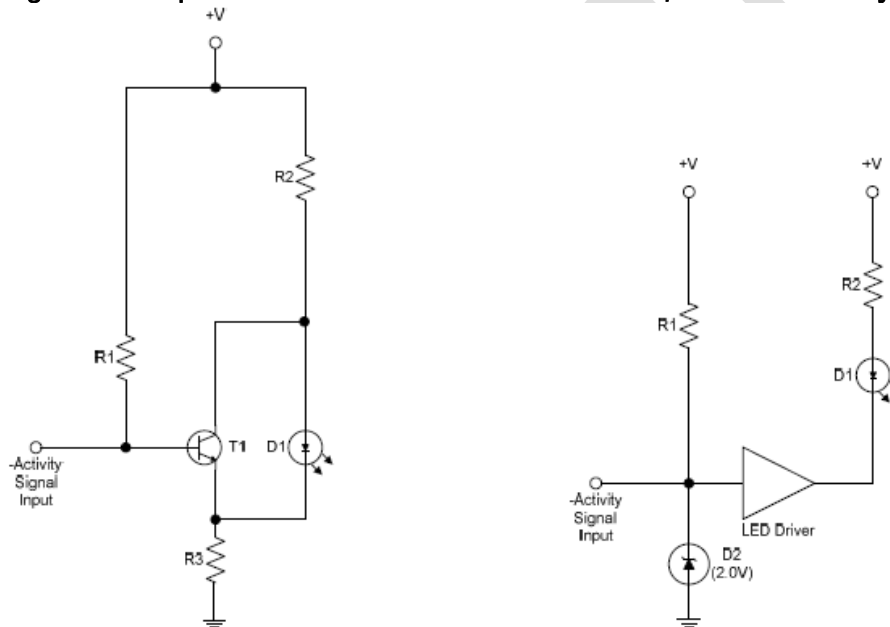 +V
R2
R1
T1
D1
-Activity
Signal
Input
R3
+V
+V
R2
R1
D1
-Activity
Signal
Input
LED Driver
D2
(2.0V)